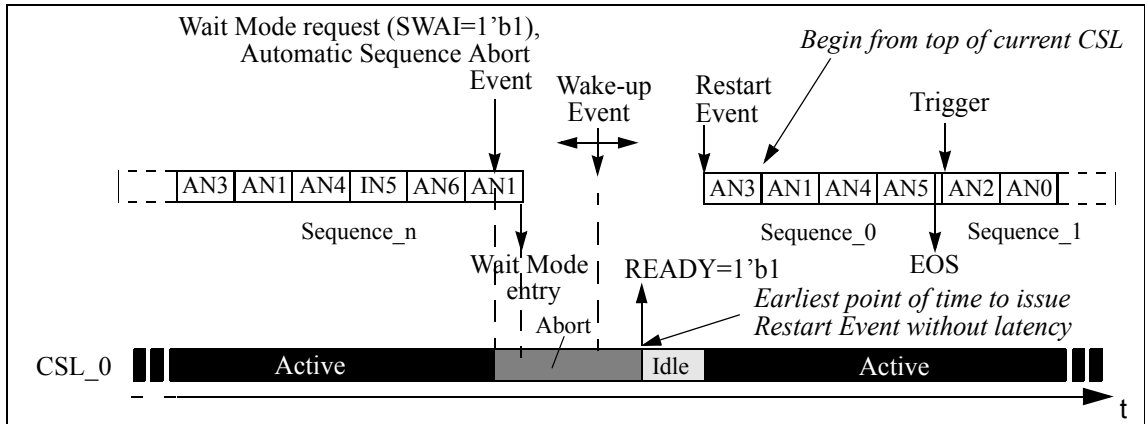 Wait Mode request (SWAI=1’b1),
Automatic Sequence Abort
Event
Wake-up
Event
Restart
Event
Begin from top of current CSL
Trigger
AN3 AN1 AN4 IN5 AN6 AN1
AN3 AN1 AN4 AN5 AN2 AN0
Sequence_n
Sequence_0
Sequence_1
Wait Mode
entry
READY=1’b1
EOS
Earliest point of time to issue
Restart Event without latency
Abort
CSL_0
Active
Idle
Active
t